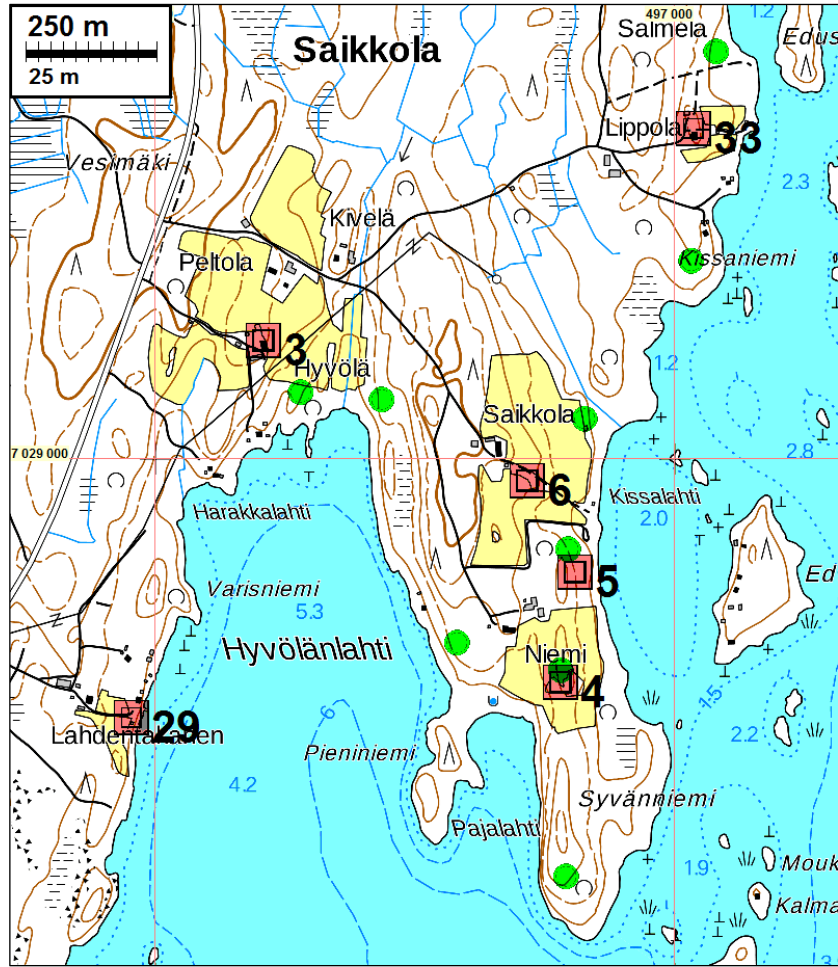 250 m
25 m
Saikkola
497 000
Salmela
1.2
Edus
Lippola
33
2.3
Vesimäki
Kivelä
Peltola
Kissaniemi
3
Hyvölä
1.2
Saikkola
7 029 000
2.8
6
Kissalahti
Harakkalahti
2.0
Varisniemi
5
Ed
5.3
Hyvölänlahti
Niemi
4
1.5
6
29
2.2
Pieniniemi
4.2
Syvänniemi
Pajalahti
1.9
Mouk
Kalma
3